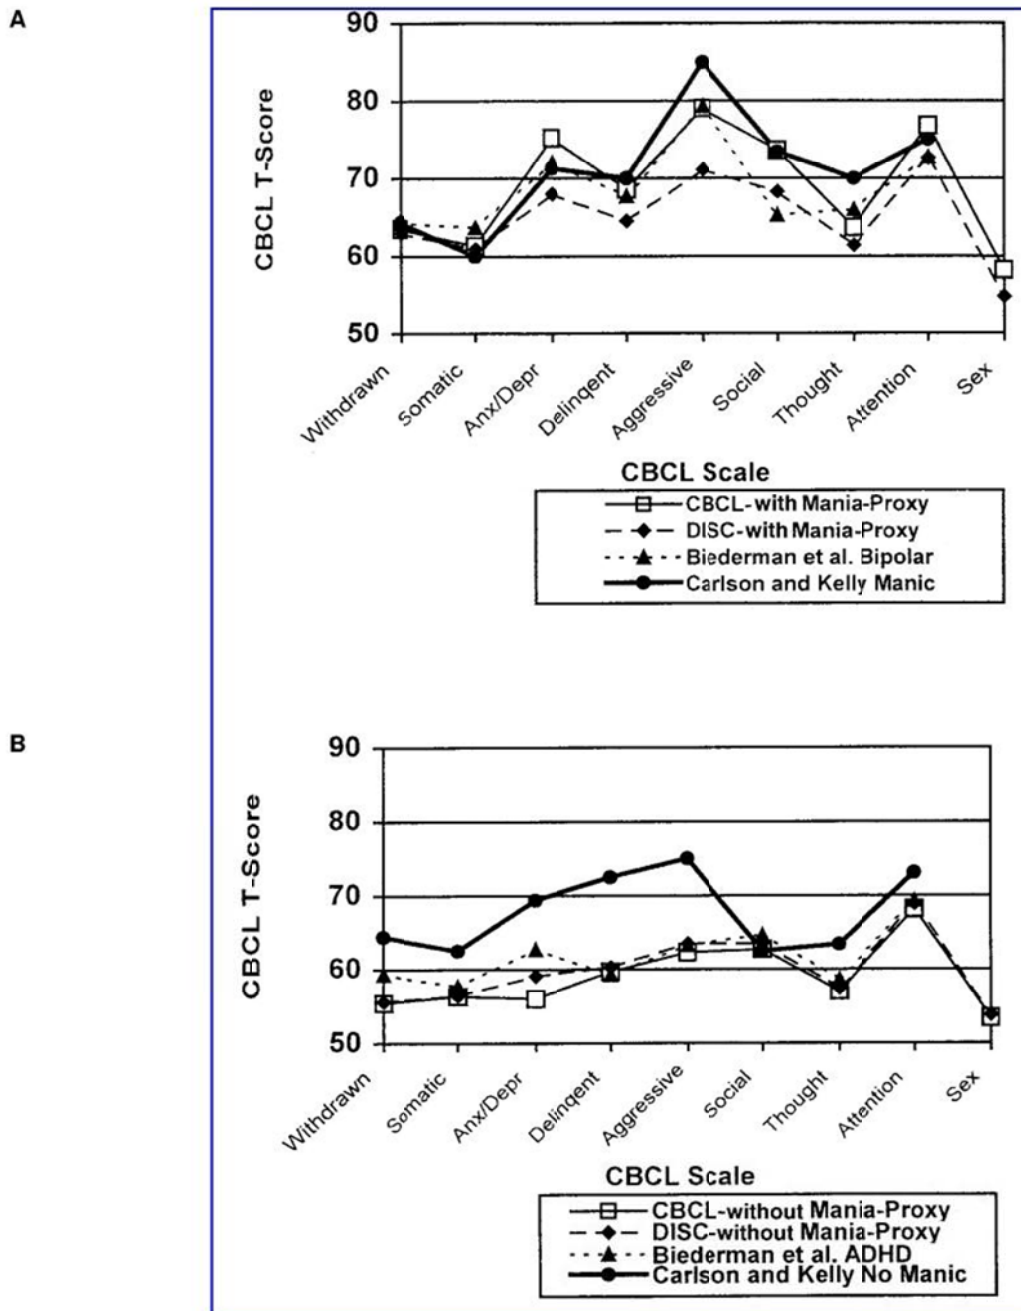 A
90
80
70
60
50
CBCL T-Score
Withdrawn
Somatic
Anx/Depr
Delinqent
Aggressive
Social
Thought
Attention
Sex
CBCL Scale
CBCL-with Mania-Proxy
DISC-with Mania-Proxy
Biederman et al. Bipolar
Carlson and Kelly Manic
B
90
80
70
60
50
CBCL T-Score
Withdrawn
Somatic
Anx/Depr
Delinqent
Aggressive
Social
Thought
Attention
Sex
CBCL Scale
CBCL-without Mania-Proxy
DISC-without Mania-Proxy
Biederman et al. ADHD
Carlson and Kelly No Manic